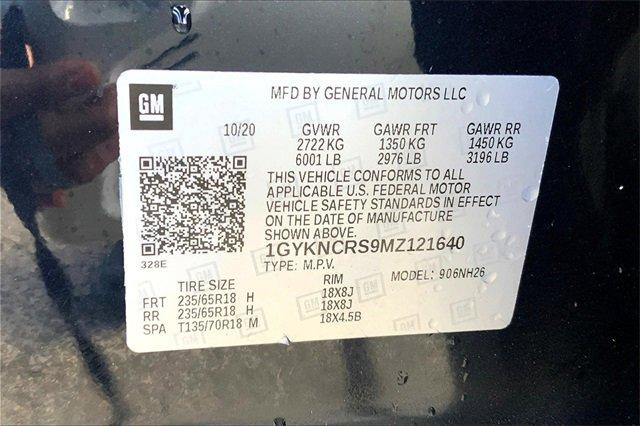 GM
MFD BY GENERAL MOTORS LLC
10/20 GVWR GAWR FRT GAWR RR
2722 KG 1350 KG 1450 KG
6001 LB 2976 LB 3196 LB
THIS VEHICLE CONFORMS TO ALL
APPLICABLE U.S. FEDERAL MOTOR
VEHICLE SAFETY STANDARDS IN EFFECT
ON THE DATE OF MANUFACTURE
SHOWN ABOVE.
328E
1GYKNCRS9MZ121640
TYPE: M.P.V. MODEL: 906NH26
TIRE SIZE RIM
FRT 235/65R18 H 18X8J
RR 235/65R18 H 18X8J
SPA T135/70R18 M 18X4.5B